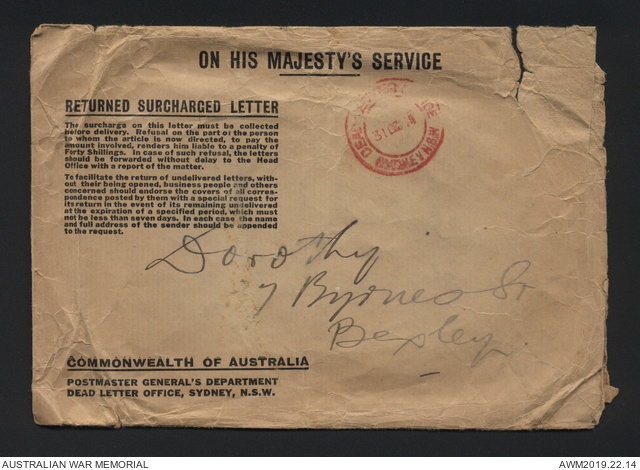 ON HIS MAJESTY'S SERVICE
RETURNED SURCHARGED LETTER
The surcharge on this letter must be collected
before delivery. Refusal on the part of the person
to whom the article is now directed, to pay the
amount involved, renders him liable to a penalty of
Forty Shillings. In case of such refusal, the letters
should be forwarded without delay to the Head
Office with a report of the matter.
To facilitate the return of undelivered letters, with-
out their being opened, business people and others
concerned should endorse the covers of all corres-
pondence posted by them with a special request for
its return in the event of its remaining undelivered
at the expiration of a specified period, which must
not be less than seven days. In each case the name
and full address of the sender should be appended
to the request.
DEAD
SYDNEY N.S.W
Dorothy
27 Byrnes St
Bexley.
COMMONWEALTH OF AUSTRALIA
POSTMASTER GENERAL'S DEPARTMENT
DEAD LETTER OFFICE, SYDNEY, N.S.W.
AUSTRALIAN WAR MEMORIAL
AWM2019.22.14